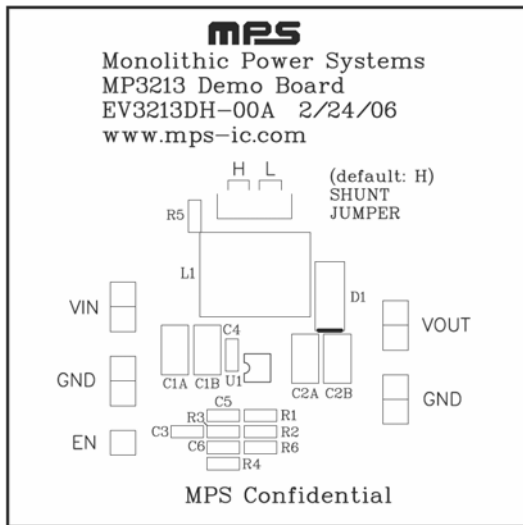 MPS
Monolithic Power Systems
MP3213 Demo Board
EV3213DH-00A 2/24/06
www.mps-ic.com
H L
(default: H)
SHUNT
JUMPER
R5
L1
D1
VIN
VOUT
C4
GND
C1A C1B U1
C2A C2B
GND
C5
R3 R1
EN
C3 R2
C6 R6
R4
MPS Confidential